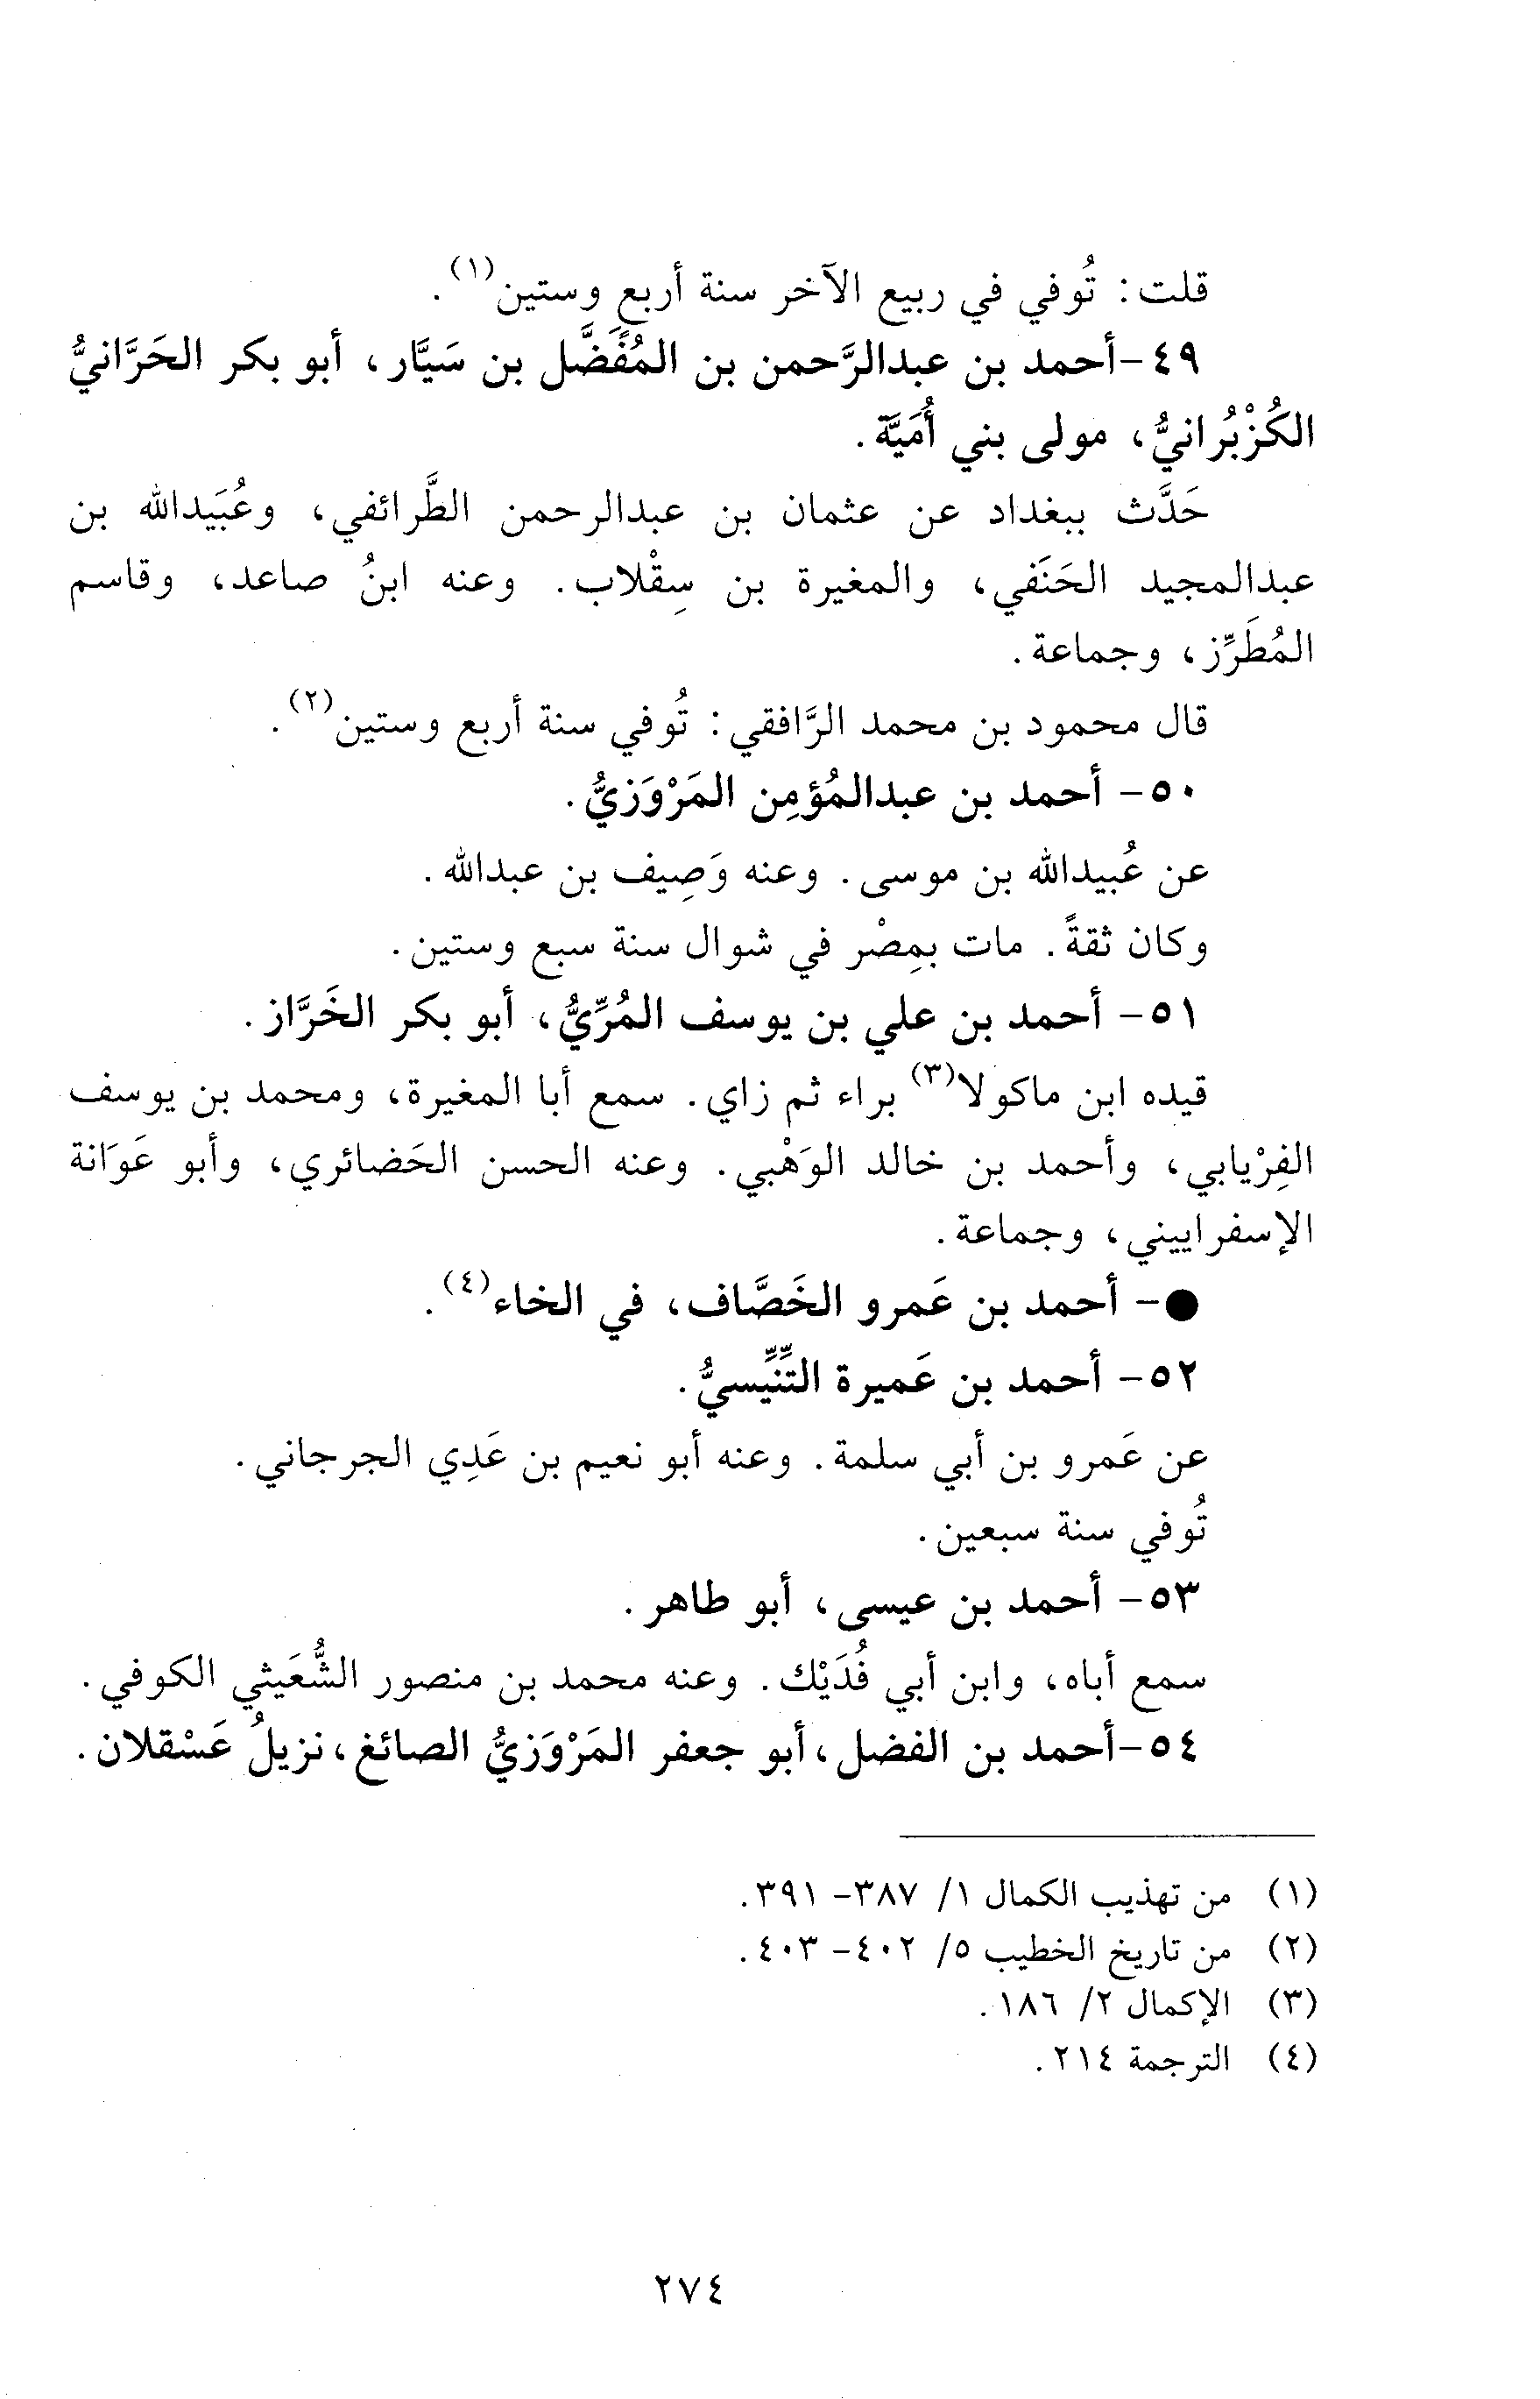 قلت: تُوفي في ربيع الآخر سنة أربع وستين(١).
٤٩-أحمد بن عبدالرَّحمن بن المُفَضَّل بن سَيَّار، أبو بكر الحَرَّانيُّ
الكُزْبُرانيُّ، مولى بني أُمَيَّة.
حَدَّث ببغداد عن عثمان بن عبدالرحمن الطَّرائفي، وعُبَيدالله بن
عبدالمجيد الحَنَفي، والمغيرة بن سِقْلاب. وعنه ابنُ صاعد، وقاسم
المُطَرِّز، وجماعة.
قال محمود بن محمد الرَّافقي: تُوفي سنة أربع وستين(٢).
٥٠- أحمد بن عبدالمُؤمِن المَرْوَزيُّ.
عن عُبيدالله بن موسى. وعنه وَصِيف بن عبدالله.
وكان ثقةً. مات بمِصْر في شوال سنة سبع وستين.
٥١- أحمد بن علي بن يوسف المُرِّيُّ، أبو بكر الخَرَّاز.
قيده ابن ماكولا(٣) براء ثم زاي. سمع أبا المغيرة، ومحمد بن يوسف
الفِرْيابي، وأحمد بن خالد الوَهْبي. وعنه الحسن الحَضائري، وأبو عَوَانة
الإسفراييني، وجماعة.
●- أحمد بن عَمرو الخَصَّاف، في الخاء(٤).
٥٢- أحمد بن عَميرة التِّنِّيسيُّ.
عن عَمرو بن أبي سلمة. وعنه أبو نعيم بن عَدِي الجرجاني.
تُوفي سنة سبعين.
٥٣- أحمد بن عيسى، أبو طاهر.
سمع أباه، وابن أبي فُدَيْك. وعنه محمد بن منصور الشُّعَيثي الكوفي.
٥٤-أحمد بن الفضل، أبو جعفر المَرْوَزيُّ الصائغ، نزيلُ عَسْقلان.
(١) من تهذيب الكمال ١/ ٣٨٧- ٣٩١.
(٢) من تاريخ الخطيب ٥/ ٤٠٢- ٤٠٣.
(٣) الإكمال ٢/ ١٨٦.
(٤) الترجمة ٢١٤.
٢٧٤